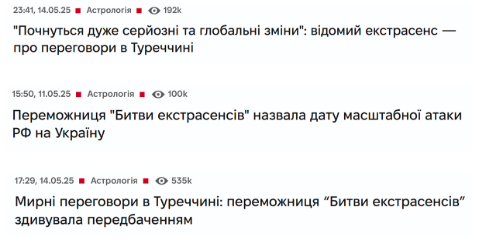 23:41, 14.05.25 Астрологія 192k
"Почнуться дуже серйозні та глобальні зміни": відомий екстрасенс —
про переговори в Туреччині
15:50, 11.05.25 Астрологія 100k
Переможниця "Битви екстрасенсів" назвала дату масштабної атаки
РФ на Україну
17:29, 14.05.25 Астрологія 535k
Мирні переговори в Туреччині: переможниця “Битви екстрасенсів”
здивувала передбаченням